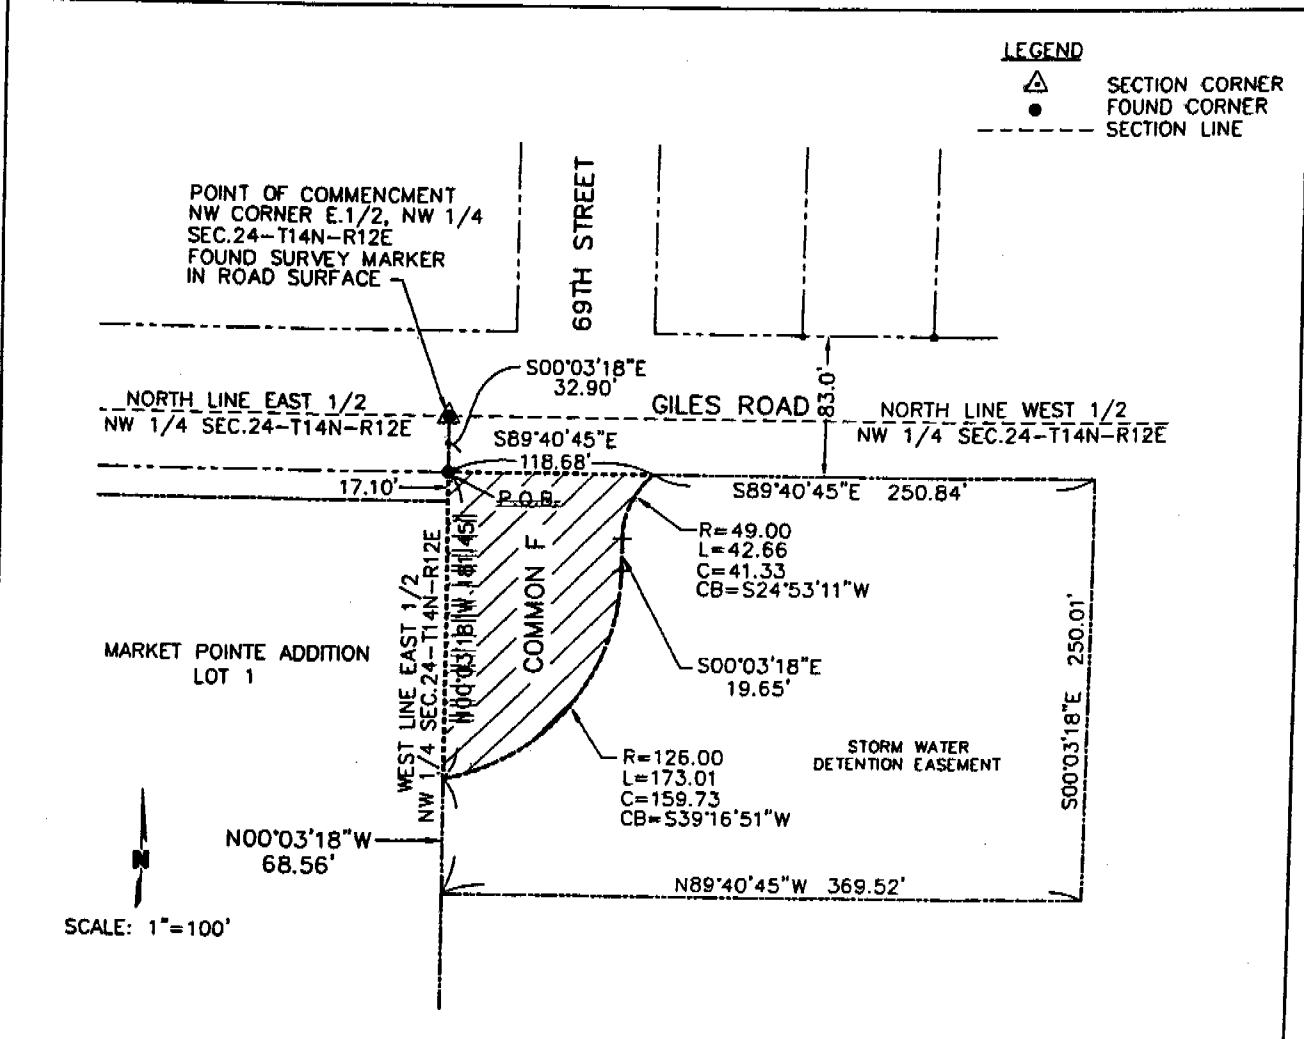 LEGEND
SECTION CORNER
FOUND CORNER
SECTION LINE
POINT OF COMMENCMENT
NW CORNER E.1/2, NW 1/4
SEC.24-T14N-R12E
FOUND SURVEY MARKER
IN ROAD SURFACE
69TH STREET
S00°03'18"E
32.90'
NORTH LINE EAST 1/2
NW 1/4 SEC.24-T14N-R12E
GILES ROAD
83.0'
NORTH LINE WEST 1/2
NW 1/4 SEC.24-T14N-R12E
S89°40'45"E
118.68'
17.10'
P.O.B.
S89°40'45"E 250.84'
R=49.00
L=42.66
C=41.33
CB=S24°53'11"W
WEST LINE EAST 1/2
NW 1/4 SEC.24-T14N-R12E
N00°03'18"W 181.45'
COMMON F
MARKET POINTE ADDITION
LOT 1
S00°03'18"E
19.65'
S00°03'18"E 250.01'
STORM WATER
DETENTION EASEMENT
R=126.00
L=173.01
C=159.73
CB=S39°16'51"W
N00°03'18"W
68.56'
N89°40'45"W 369.52'
N
SCALE: 1"=100'